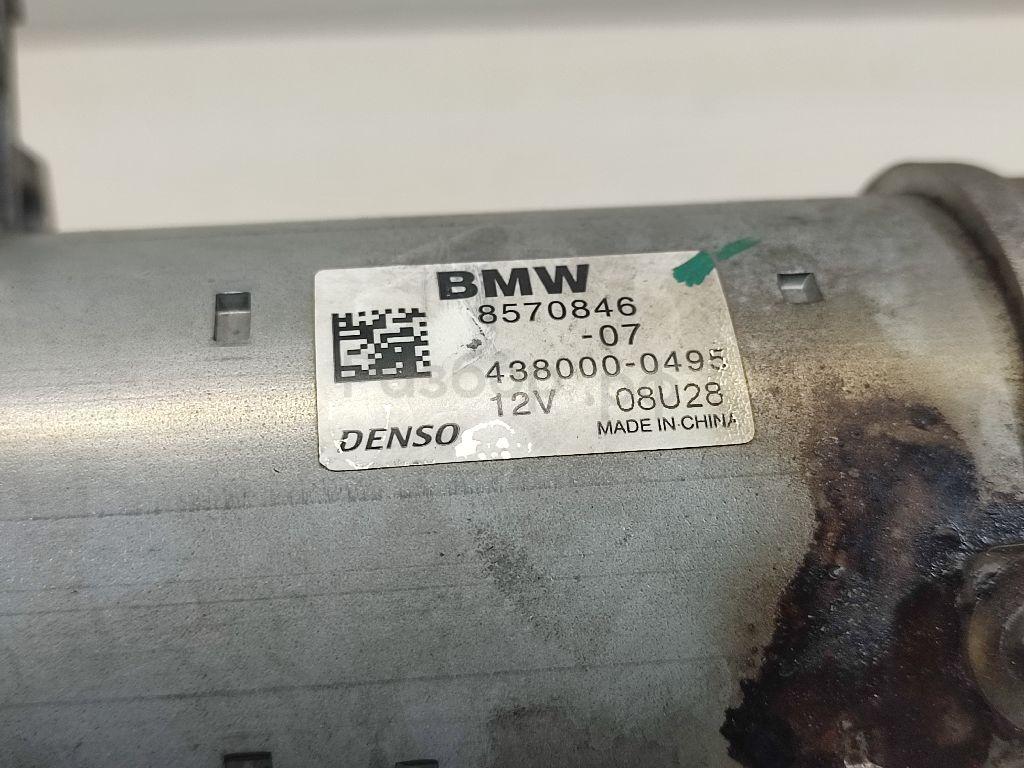 BMW
8570846
-07
438000-0495
12V 08U28
DENSO MADE IN CHINA